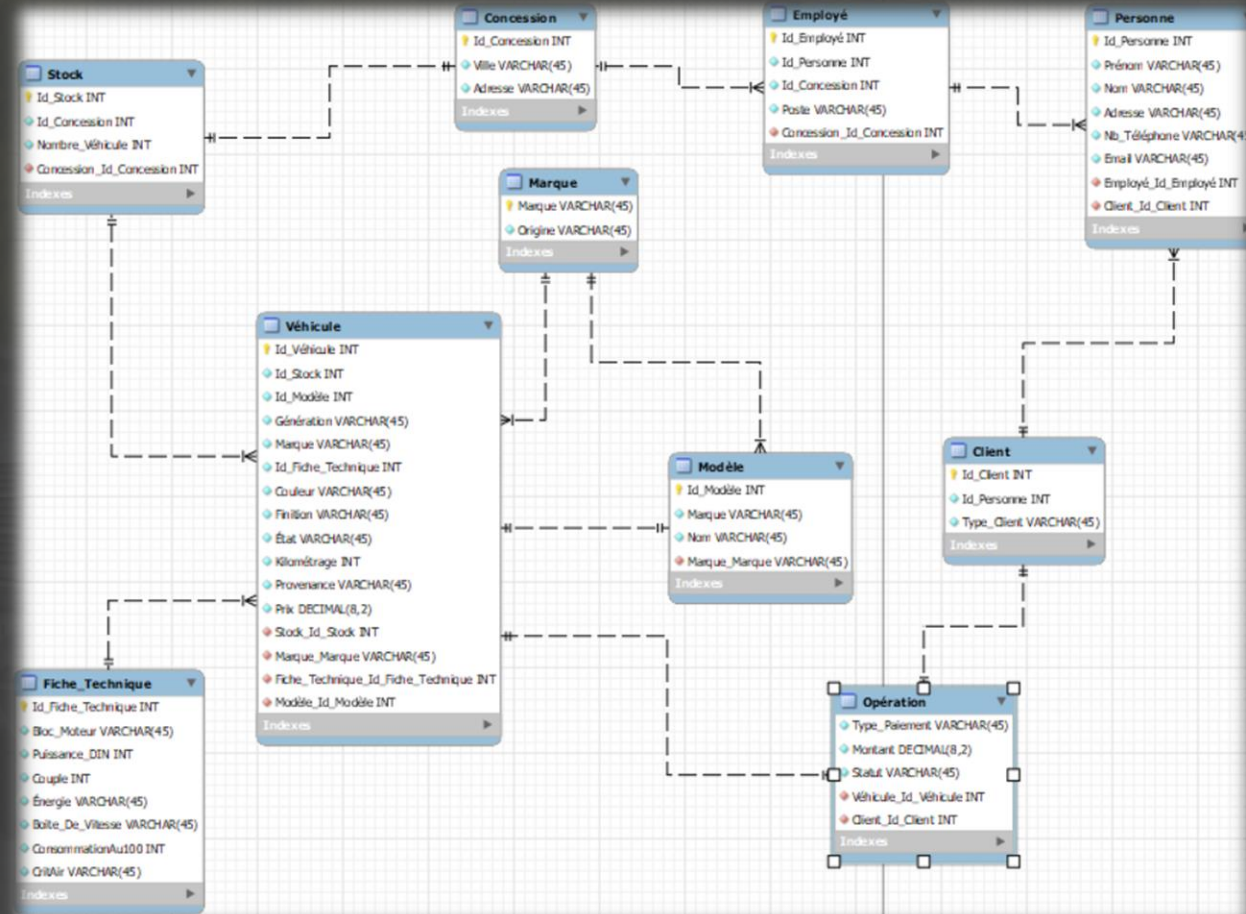 Concession
Id_Concession INT
Ville VARCHAR(45)
Adresse VARCHAR(45)
Indexes
Employé
Id_Employé INT
Id_Personne INT
Id_Concession INT
Poste VARCHAR(45)
Concession_Id_Concession INT
Indexes
Personne
Id_Personne INT
Prénom VARCHAR(45)
Nom VARCHAR(45)
Adresse VARCHAR(45)
Nb_Téléphone VARCHAR(4
Email VARCHAR(45)
Employé_Id_Employé INT
Client_Id_Client INT
Indexes
Stock
Id_Stock INT
Id_Concession INT
Nombre_Véhicule INT
Concession_Id_Concession INT
Indexes
Marque
Marque VARCHAR(45)
Origine VARCHAR(45)
Indexes
Véhicule
Id_Véhicule INT
Id_Stock INT
Id_Modèle INT
Génération VARCHAR(45)
Marque VARCHAR(45)
Id_Fiche_Technique INT
Couleur VARCHAR(45)
Finition VARCHAR(45)
État VARCHAR(45)
Kilométrage INT
Provenance VARCHAR(45)
Prix DECIMAL(8,2)
Stock_Id_Stock INT
Marque_Marque VARCHAR(45)
Fiche_Technique_Id_Fiche_Technique INT
Modèle_Id_Modèle INT
Indexes
Modèle
Id_Modèle INT
Marque VARCHAR(45)
Nom VARCHAR(45)
Marque_Marque VARCHAR(45)
Indexes
Client
Id_Client INT
Id_Personne INT
Type_Client VARCHAR(45)
Indexes
Fiche_Technique
Id_Fiche_Technique INT
Bloc_Moteur VARCHAR(45)
Puissance_DIN INT
Couple INT
Énergie VARCHAR(45)
Boite_De_Vitesse VARCHAR(45)
ConsommationAu100 INT
CritAir VARCHAR(45)
Indexes
Opération
Type_Paiement VARCHAR(45)
Montant DECIMAL(8,2)
Statut VARCHAR(45)
Véhicule_Id_Véhicule INT
Client_Id_Client INT
Indexes